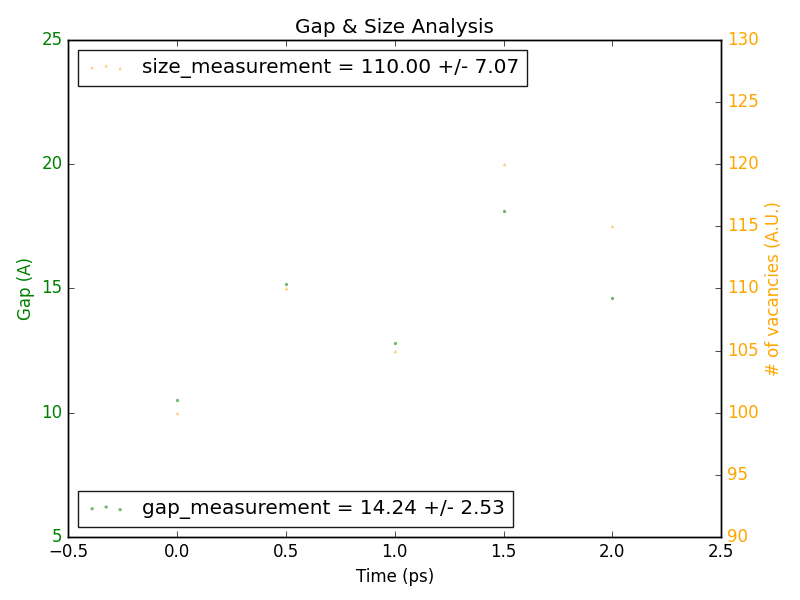 Gap & Size Analysis
size_measurement = 110.00 +/- 7.07
gap_measurement = 14.24 +/- 2.53
Gap (A)
25
20
15
10
5
# of vacancies (A.U.)
130
125
120
115
110
105
100
95
90
−0.5 0.0 0.5 1.0 1.5 2.0 2.5
Time (ps)